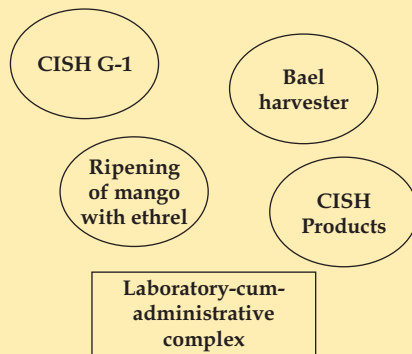 CISH G-1
Bael
harvester
Ripening
of mango
with ethrel
CISH
Products
Laboratory-cum-
administrative
complex